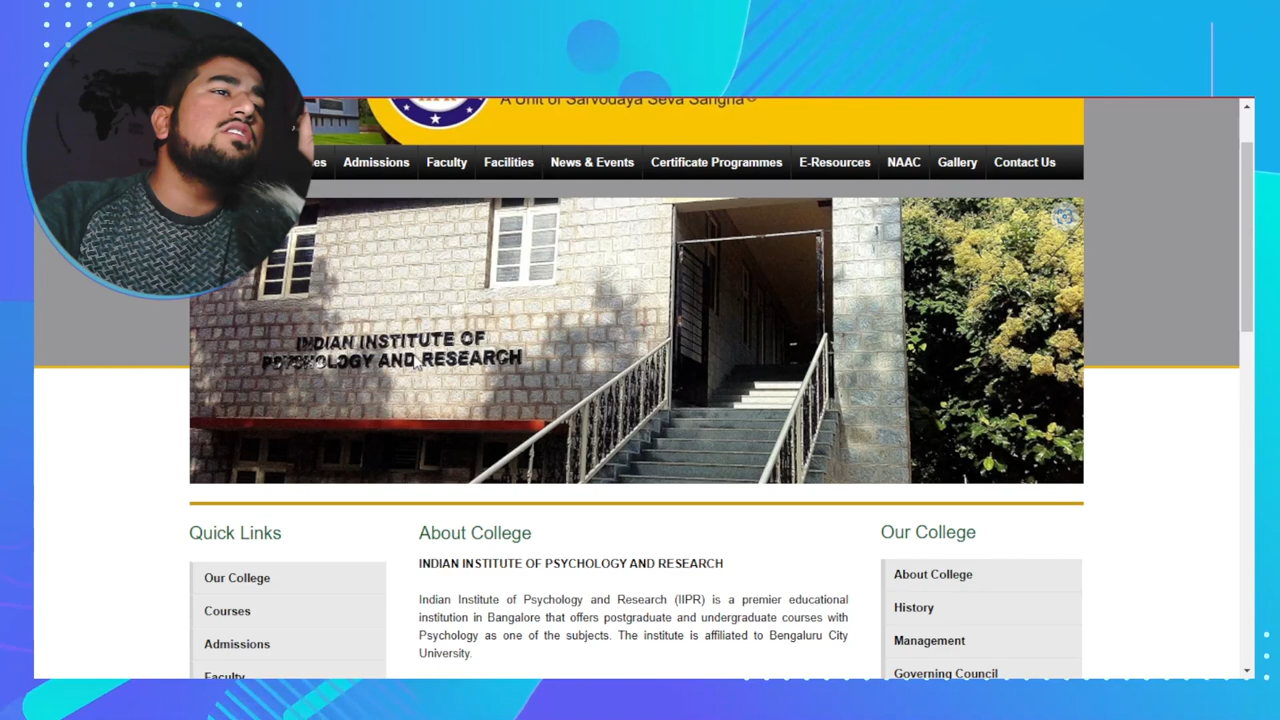 A Unit of Sarvodaya Seva Sangha®
Admissions
Faculty
Facilities
News & Events
Certificate Programmes
E-Resources
NAAC
Gallery
Contact Us
INDIAN INSTITUTE OF
PSYCHOLOGY AND RESEARCH
Quick Links
Our College
Courses
Admissions
Faculty
About College
INDIAN INSTITUTE OF PSYCHOLOGY AND RESEARCH
Indian Institute of Psychology and Research (IIPR) is a premier educational
institution in Bangalore that offers postgraduate and undergraduate courses with
Psychology as one of the subjects. The institute is affiliated to Bengaluru City
University.
Our College
About College
History
Management
Governing Council